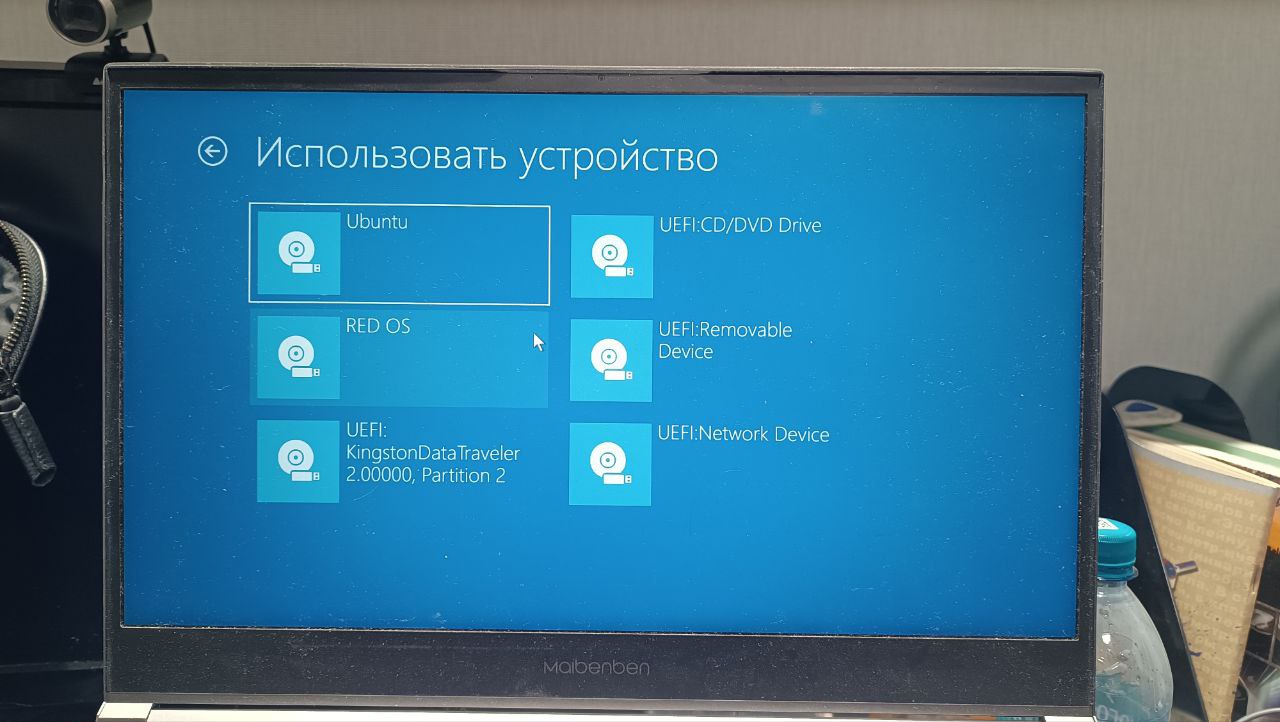 Использовать устройство
Ubuntu
RED OS
UEFI:
KingstonDataTraveler
2.00000, Partition 2
UEFI:CD/DVD Drive
UEFI:Removable
Device
UEFI:Network Device
Maibenben